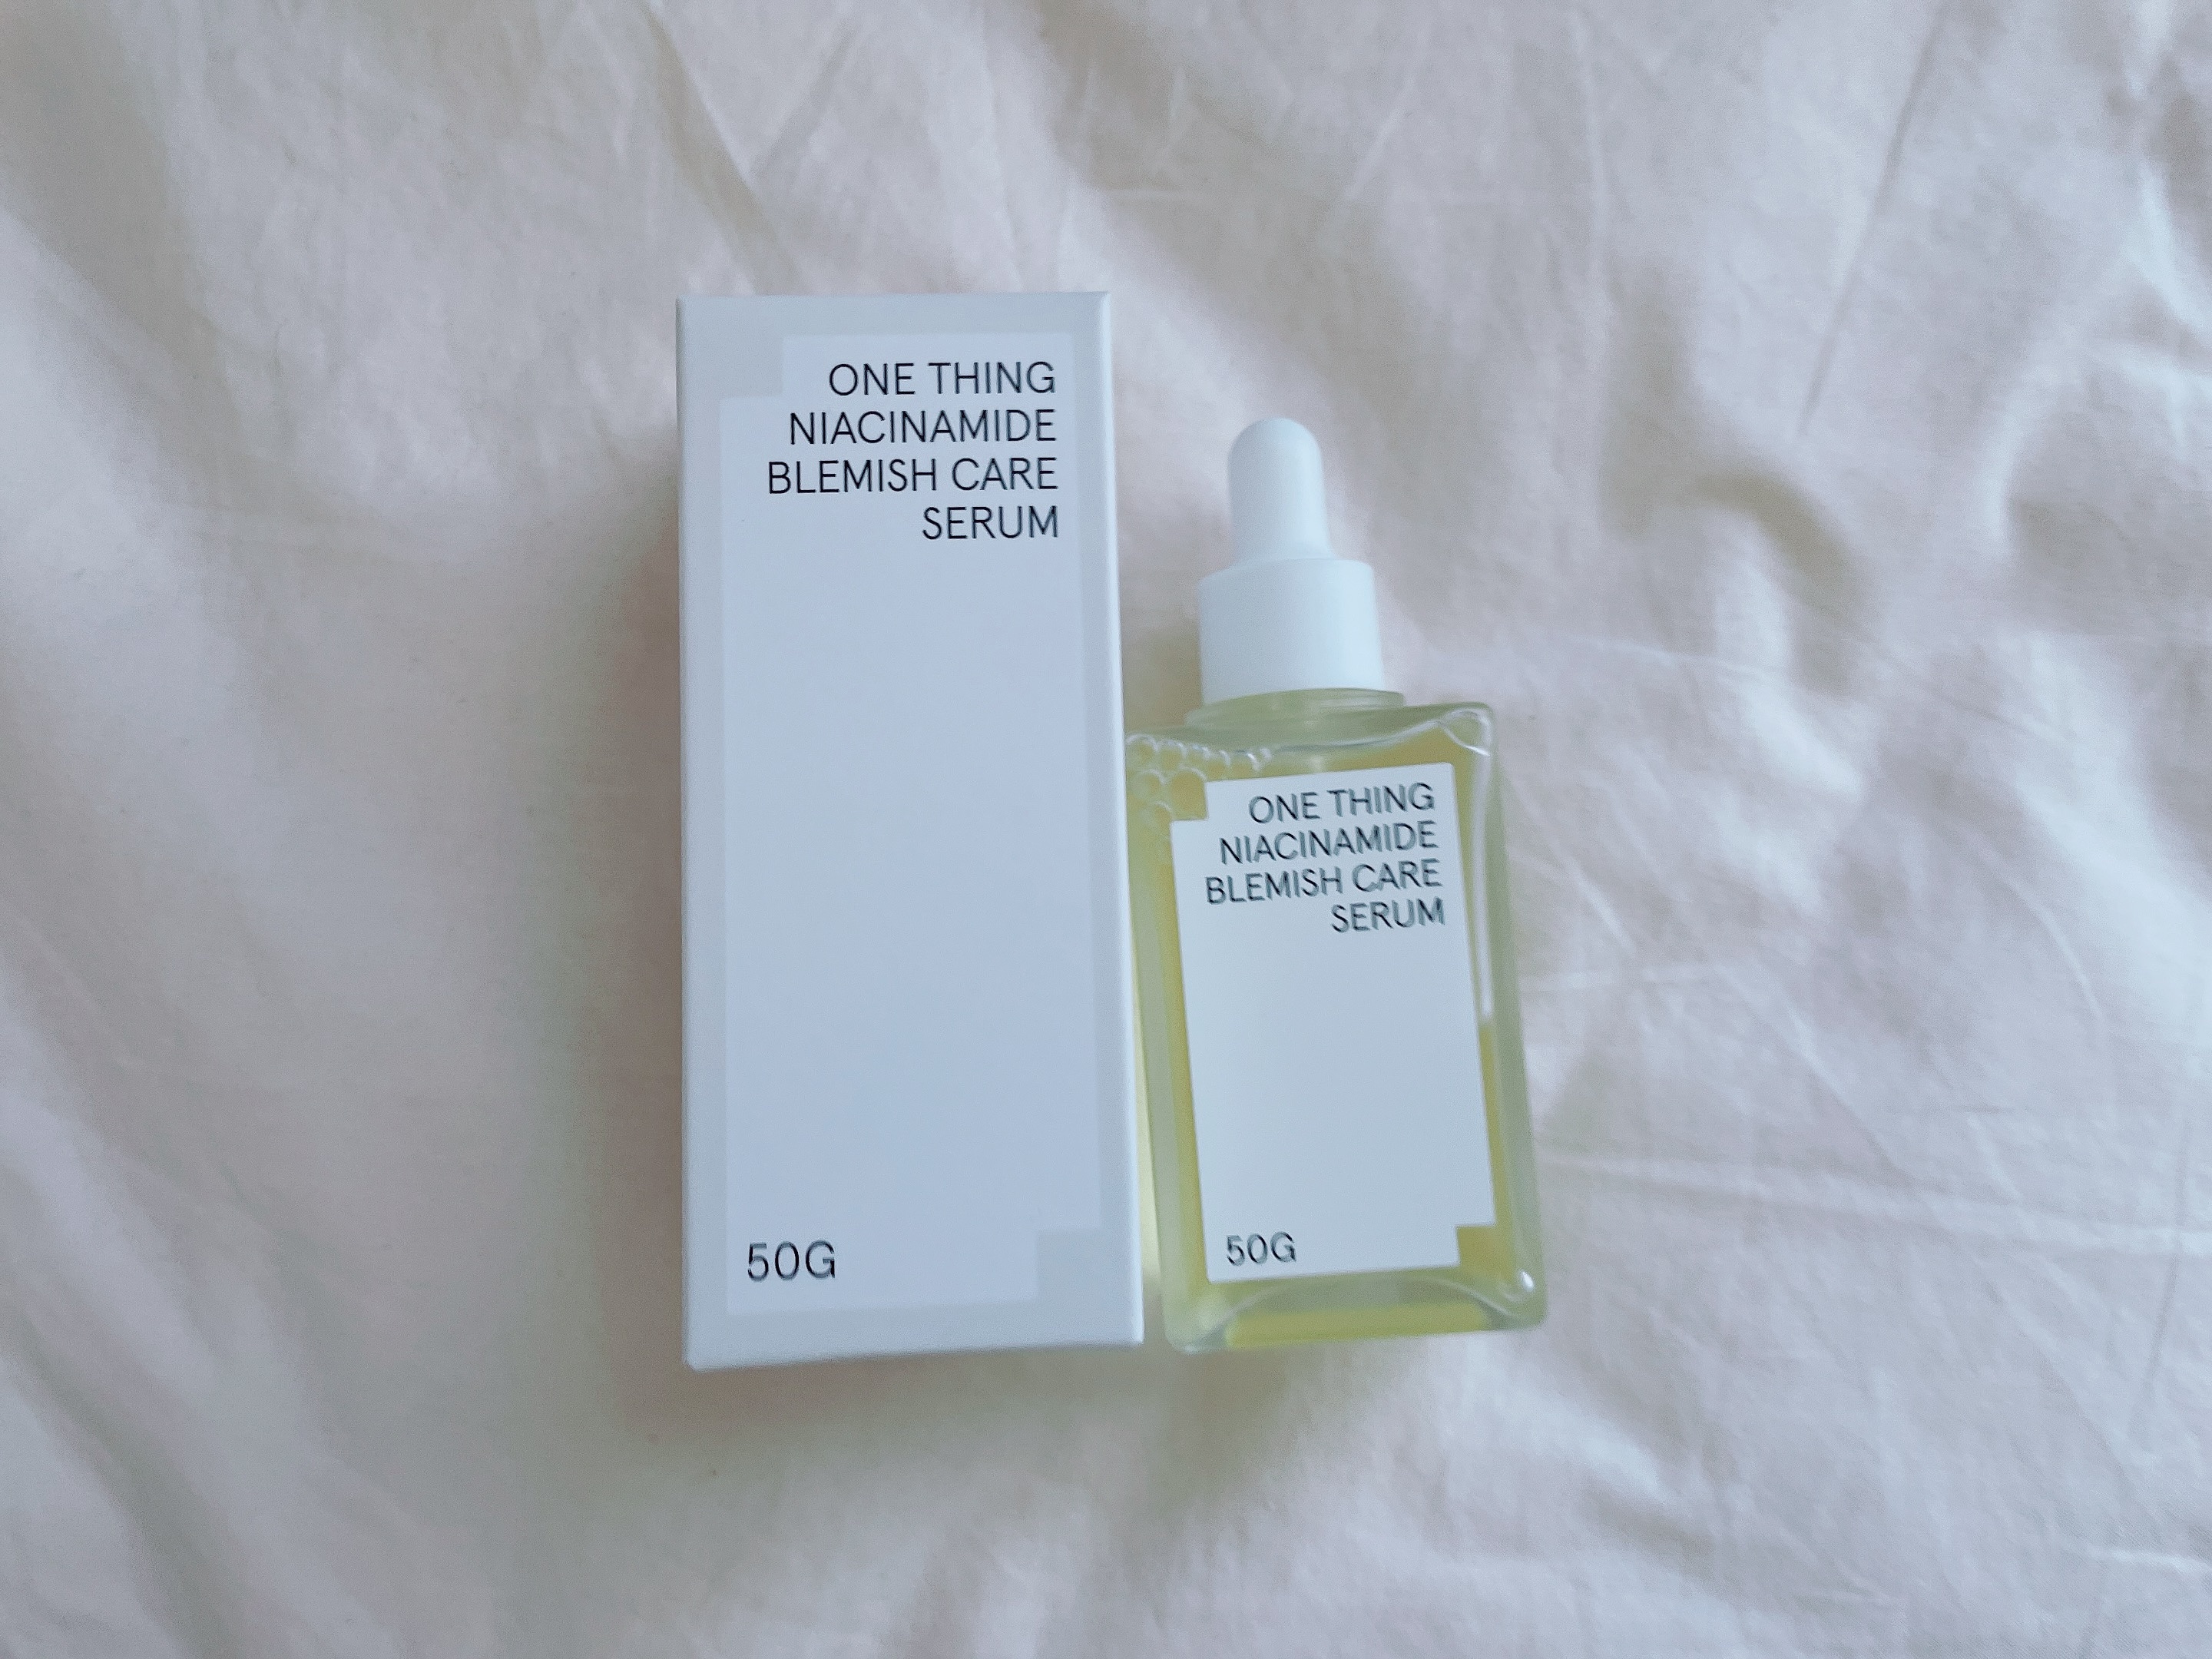 ONE THING
NIACINAMIDE
BLEMISH CARE
SERUM
50G
ONE THING
NIACINAMIDE
BLEMISH CARE
SERUM
50G